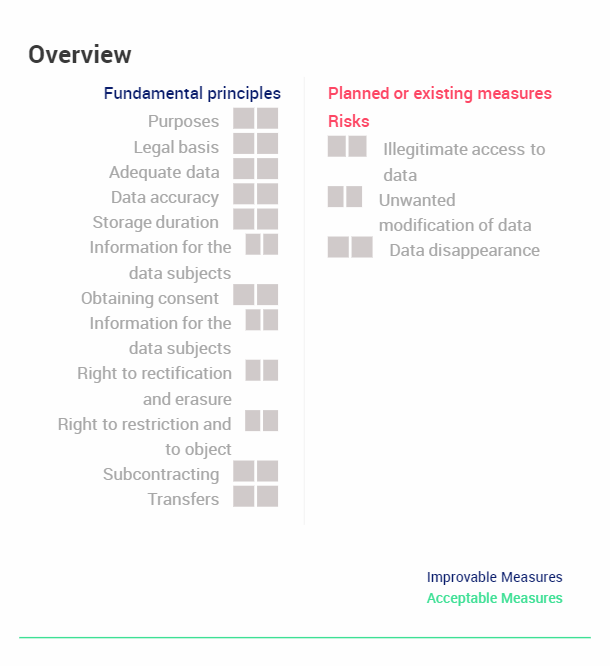 Overview
Fundamental principles
Purposes
Legal basis
Adequate data
Data accuracy
Storage duration
Information for the
data subjects
Obtaining consent
Information for the
data subjects
Right to rectification
and erasure
Right to restriction and
to object
Subcontracting
Transfers
Planned or existing measures
Risks
Illegitimate access to
data
Unwanted
modification of data
Data disappearance
Improvable Measures
Acceptable Measures